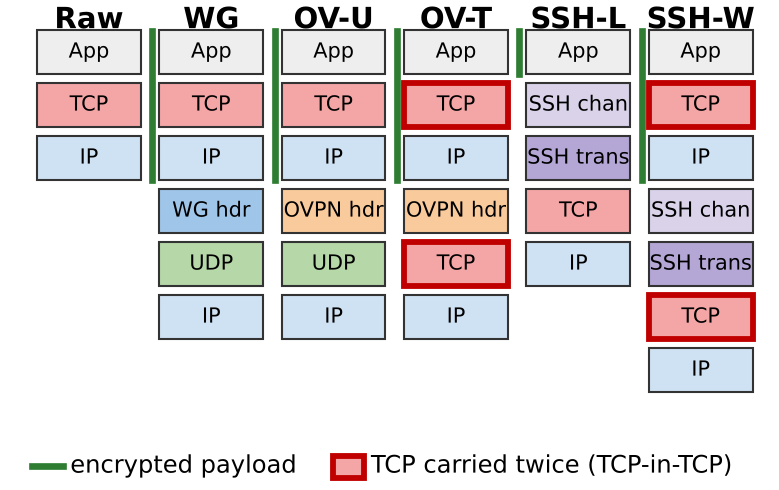 Raw WG OV-U OV-T SSH-L SSH-W
App App App App App App
TCP TCP TCP TCP SSH chan TCP
IP IP IP IP SSH trans IP
WG hdr OVPN hdr OVPN hdr TCP SSH chan
UDP UDP TCP IP SSH trans
IP IP IP TCP
IP
encrypted payload TCP carried twice (TCP-in-TCP)